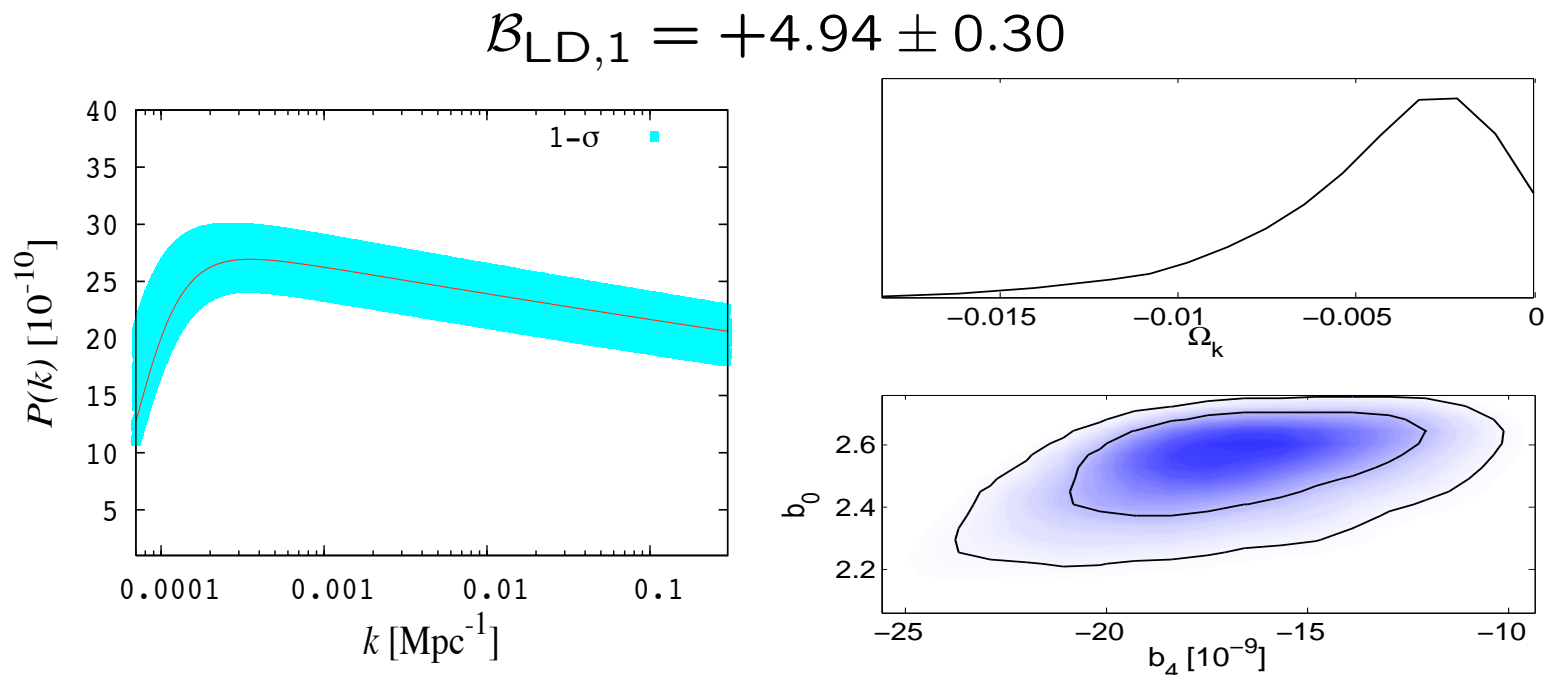 ℬ_LD,1 = +4.94 ± 0.30
40
35
30
25
20
15
10
5
P(k) [10⁻¹⁰]
1-σ
0.0001 0.001 0.01 0.1
k [Mpc⁻¹]
−0.015 −0.01 −0.005 0
Ω_k
2.6
2.4
2.2
b₀
−25 −20 −15 −10
b₄ [10⁻⁹]